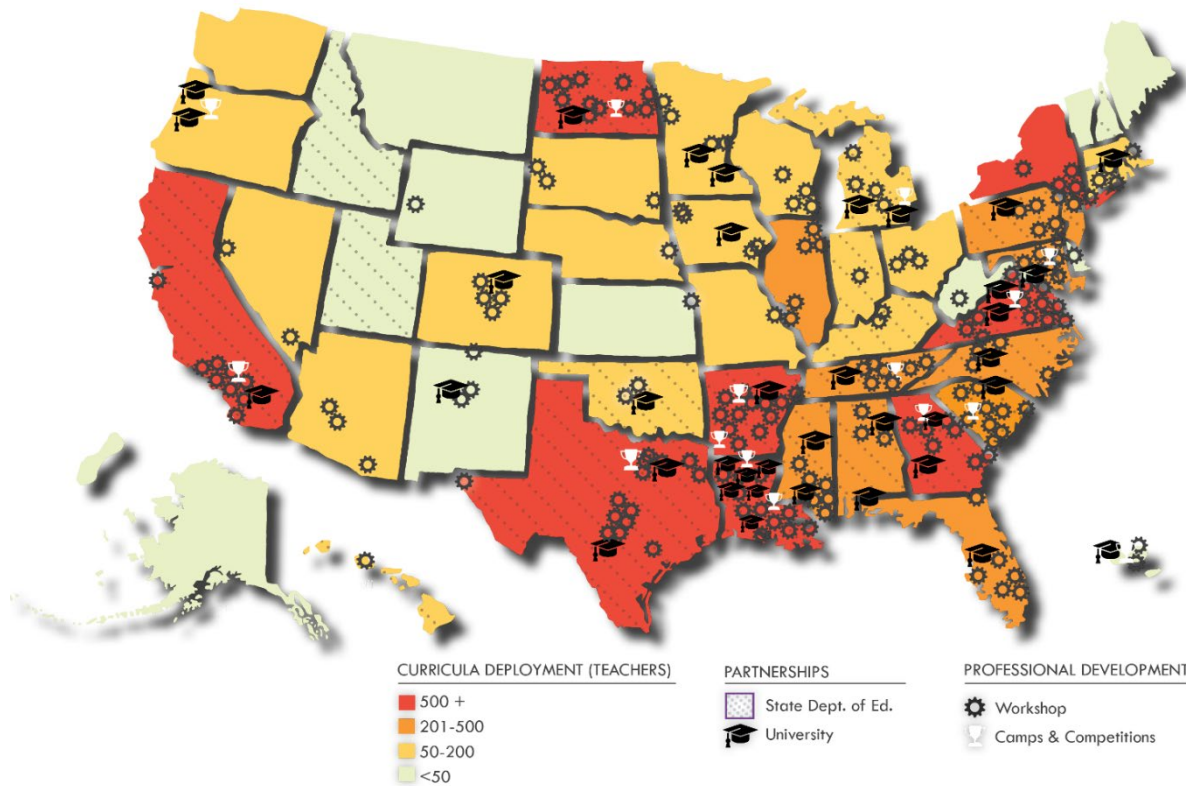 CURRICULA DEPLOYMENT (TEACHERS)
500 +
201-500
50-200
<50
PARTNERSHIPS
State Dept. of Ed.
University
PROFESSIONAL DEVELOPMENT
Workshop
Camps & Competitions